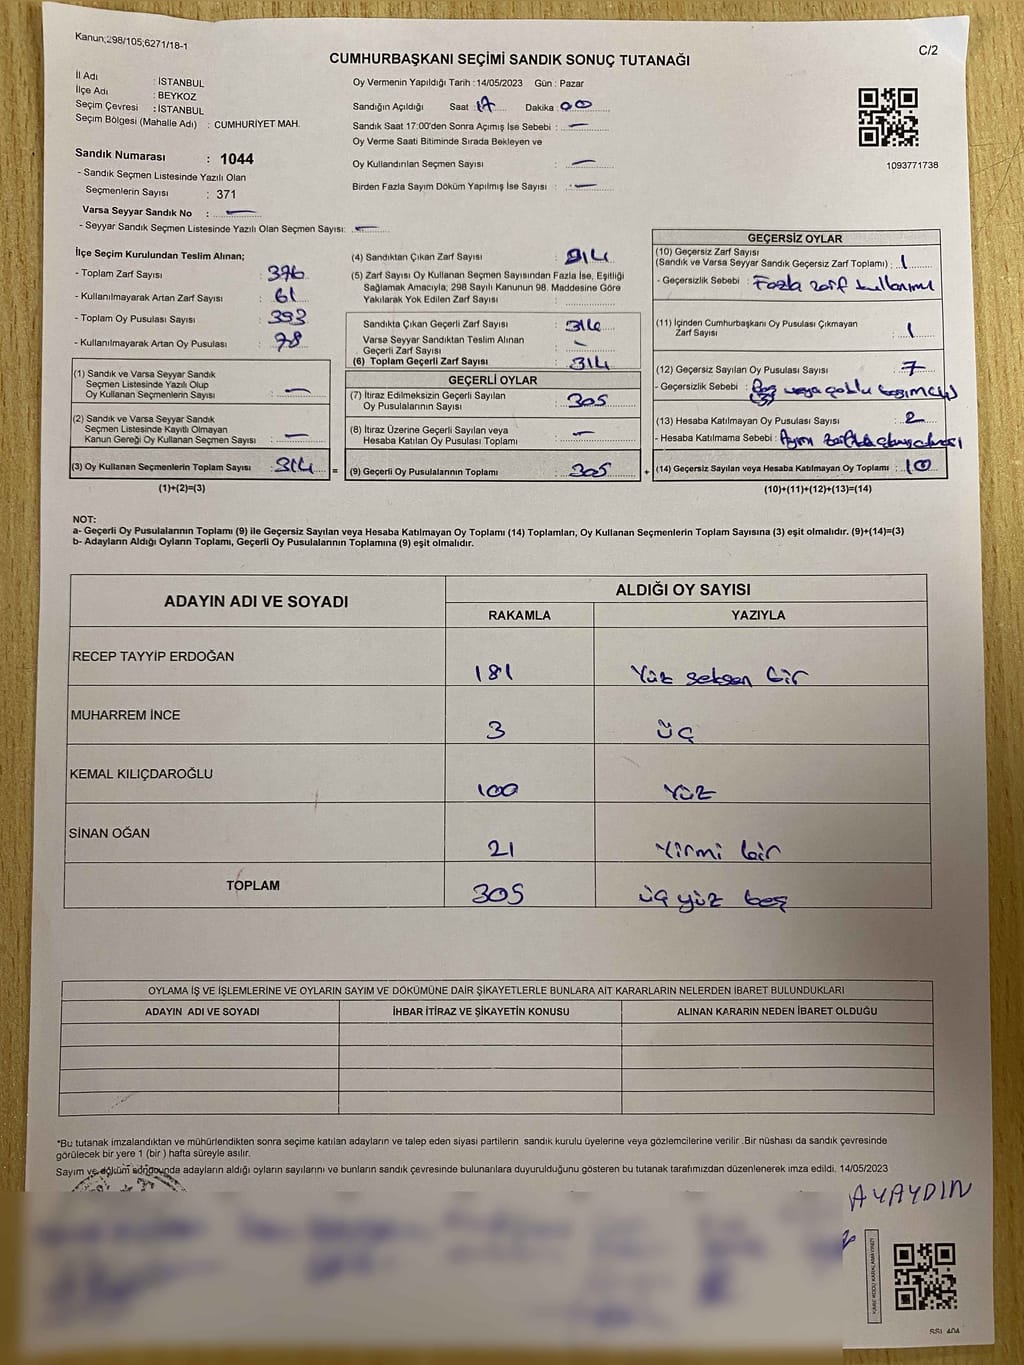 Kanun;298/105;6271/18-1
C/2
CUMHURBAŞKANI SEÇİMİ SANDIK SONUÇ TUTANAĞI
İl Adı : İSTANBUL
İlçe Adı : BEYKOZ
Seçim Çevresi : İSTANBUL
Seçim Bölgesi (Mahalle Adı) : CUMHURİYET MAH.
Sandık Numarası : 1044
- Sandık Seçmen Listesinde Yazılı Olan
Seçmenlerin Sayısı : 371
Varsa Seyyar Sandık No : —
- Seyyar Sandık Seçmen Listesinde Yazılı Olan Seçmen Sayısı: —
Oy Vermenin Yapıldığı Tarih : 14/05/2023 Gün : Pazar
Sandığın Açıldığı Saat : 17 Dakika : 00
Sandık Saat 17:00'den Sonra Açımış İse Sebebi : —
Oy Verme Saati Bitiminde Sırada Bekleyen ve
Oy Kullandırılan Seçmen Sayısı : —
Birden Fazla Sayım Döküm Yapılmış İse Sayısı : —
1093771738
İlçe Seçim Kurulundan Teslim Alınan;
- Toplam Zarf Sayısı : 376
- Kullanılmayarak Artan Zarf Sayısı : 61
- Toplam Oy Pusulası Sayısı : 393
- Kullanılmayarak Artan Oy Pusulası : 78
(1) Sandık ve Varsa Seyyar Sandık
Seçmen Listesinde Yazılı Olup
Oy Kullanan Seçmenlerin Sayısı : —
(2) Sandık ve Varsa Seyyar Sandık
Seçmen Listesinde Kayıtlı Olmayan
Kanun Gereği Oy Kullanan Seçmen Sayısı : —
(3) Oy Kullanan Seçmenlerin Toplam Sayısı : 314
(1)+(2)=(3)
(4) Sandıktan Çıkan Zarf Sayısı : 314
(5) Zarf Sayısı Oy Kullanan Seçmen Sayısından Fazla İse, Eşitliği
Sağlamak Amacıyla; 298 Sayılı Kanunun 98. Maddesine Göre
Yakılarak Yok Edilen Zarf Sayısı :
Sandıkta Çıkan Geçerli Zarf Sayısı : 314
Varsa Seyyar Sandıktan Teslim Alınan
Geçerli Zarf Sayısı : —
(6) Toplam Geçerli Zarf Sayısı : 314
GEÇERLİ OYLAR
(7) İtiraz Edilmeksizin Geçerli Sayılan
Oy Pusulalarının Sayısı : 305
(8) İtiraz Üzerine Geçerli Sayılan veya
Hesaba Katılan Oy Pusulası Toplamı : —
= (9) Geçerli Oy Pusulalarının Toplamı : 305 +
GEÇERSİZ OYLAR
(10) Geçersiz Zarf Sayısı
(Sandık ve Varsa Seyyar Sandık Geçersiz Zarf Toplamı) : 1
- Geçersizlik Sebebi : Fazla zarf kullanımı
(11) İçinden Cumhurbaşkanı Oy Pusulası Çıkmayan
Zarf Sayısı : 1
(12) Geçersiz Sayılan Oy Pusulası Sayısı : 7
- Geçersizlik Sebebi : Boş veya çoklu
(13) Hesaba Katılmayan Oy Pusulası Sayısı : 2
- Hesaba Katılmama Sebebi : Aynı zarfta
(14) Geçersiz Sayılan veya Hesaba Katılmayan Oy Toplamı : 10
(10)+(11)+(12)+(13)=(14)
NOT:
a- Geçerli Oy Pusulalarının Toplamı (9) ile Geçersiz Sayılan veya Hesaba Katılmayan Oy Toplamı (14) Toplamları, Oy Kullanan Seçmenlerin Toplam Sayısına (3) eşit olmalıdır. (9)+(14)=(3)
b- Adayların Aldığı Oyların Toplamı, Geçerli Oy Pusulalarının Toplamına (9) eşit olmalıdır.
ADAYIN ADI VE SOYADI ALDIĞI OY SAYISI
RAKAMLA YAZIYLA
RECEP TAYYİP ERDOĞAN 181 Yüz seksen bir
MUHARREM İNCE 3 üç
KEMAL KILIÇDAROĞLU 100 Yüz
SİNAN OĞAN 21 Yirmi bir
TOPLAM 305 üç yüz beş
OYLAMA İŞ VE İŞLEMLERİNE VE OYLARIN SAYIM VE DÖKÜMÜNE DAİR ŞİKAYETLERLE BUNLARA AİT KARARLARIN NELERDEN İBARET BULUNDUKLARI
ADAYIN ADI VE SOYADI İHBAR İTİRAZ VE ŞİKAYETİN KONUSU ALINAN KARARIN NEDEN İBARET OLDUĞU
*Bu tutanak imzalandıktan ve mühürlendikten sonra seçime katılan adayların ve talep eden siyasi partilerin sandık kurulu üyelerine veya gözlemcilerine verilir .Bir nüshası da sandık çevresinde
görülecek bir yere 1 (bir ) hafta süreyle asılır.
Sayım ve döküm sonucunda adayların aldığı oyların sayılarını ve bunların sandık çevresinde bulunanlara duyurulduğunu gösteren bu tutanak tarafımızdan düzenlenerek imza edildi. 14/05/2023
AYAYDIN